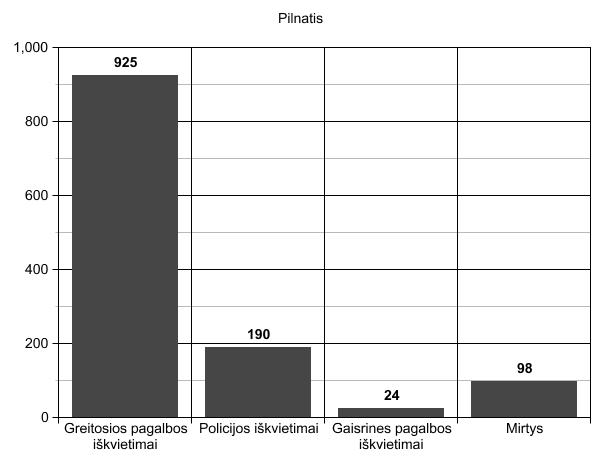 Pilnatis
1,000
800
600
400
200
0
925
190
24
98
Greitosios pagalbos
iškvietimai
Policijos iškvietimai
Gaisrines pagalbos
iškvietimai
Mirtys